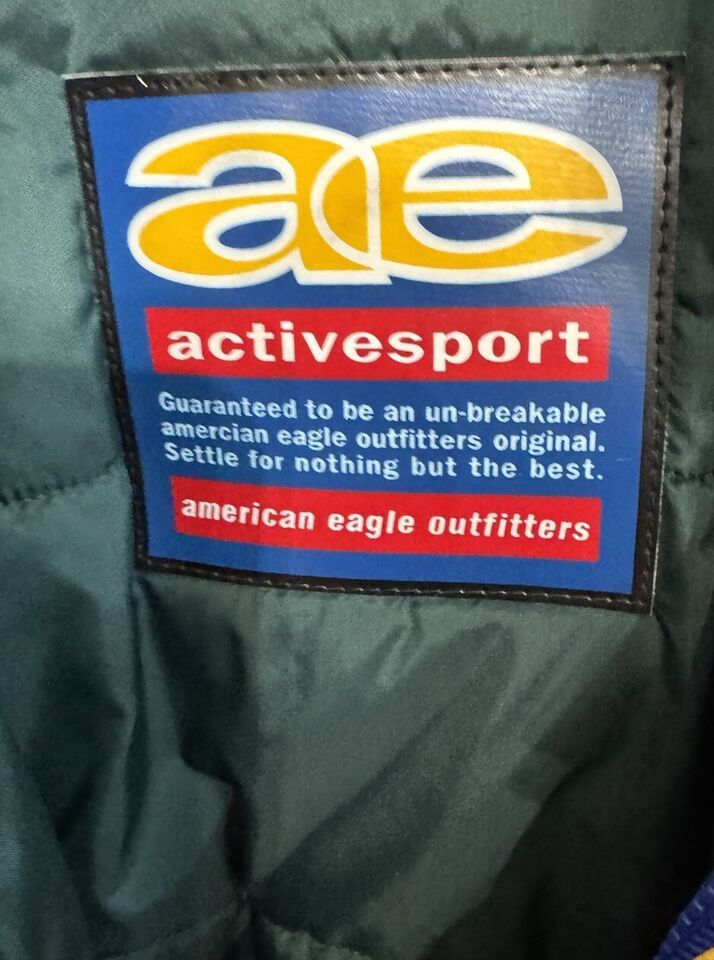 ae
activesport
Guaranteed to be an un-breakable
amercian eagle outfitters original.
Settle for nothing but the best.
american eagle outfitters